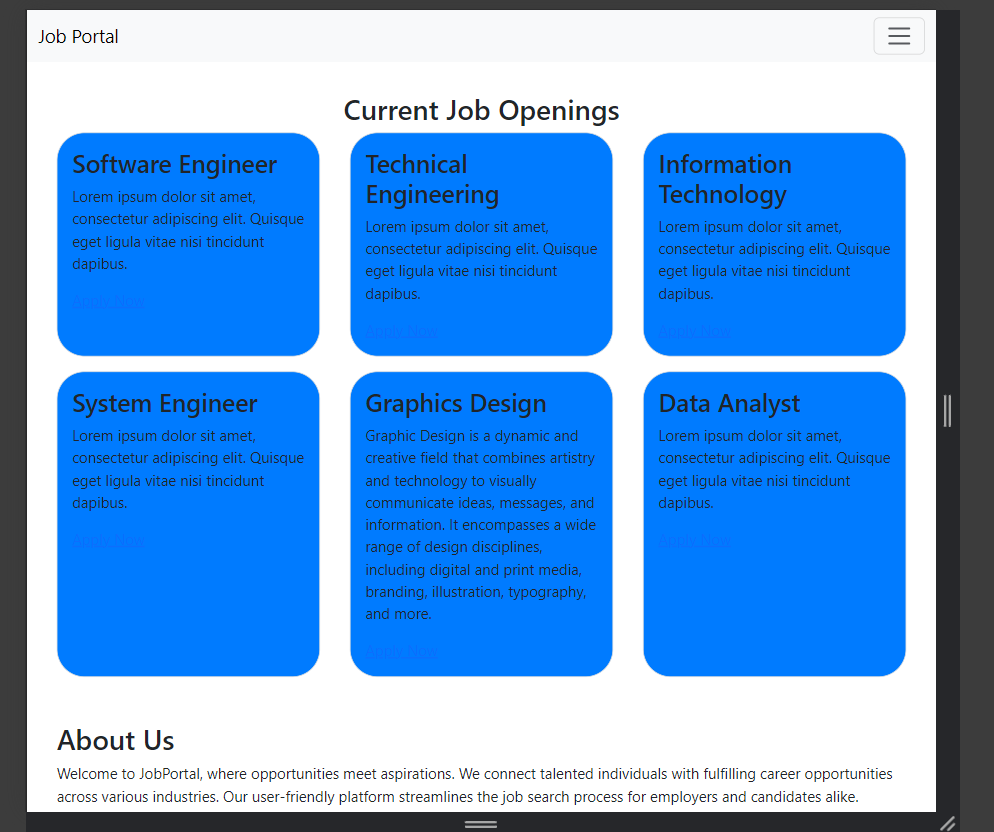 Job Portal
Current Job Openings
Software Engineer
Lorem ipsum dolor sit amet,
consectetur adipiscing elit. Quisque
eget ligula vitae nisi tincidunt
dapibus.
Apply Now
Technical
Engineering
Lorem ipsum dolor sit amet,
consectetur adipiscing elit. Quisque
eget ligula vitae nisi tincidunt
dapibus.
Apply Now
Information
Technology
Lorem ipsum dolor sit amet,
consectetur adipiscing elit. Quisque
eget ligula vitae nisi tincidunt
dapibus.
Apply Now
System Engineer
Lorem ipsum dolor sit amet,
consectetur adipiscing elit. Quisque
eget ligula vitae nisi tincidunt
dapibus.
Apply Now
Graphics Design
Graphic Design is a dynamic and
creative field that combines artistry
and technology to visually
communicate ideas, messages, and
information. It encompasses a wide
range of design disciplines,
including digital and print media,
branding, illustration, typography,
and more.
Apply Now
Data Analyst
Lorem ipsum dolor sit amet,
consectetur adipiscing elit. Quisque
eget ligula vitae nisi tincidunt
dapibus.
Apply Now
About Us
Welcome to JobPortal, where opportunities meet aspirations. We connect talented individuals with fulfilling career opportunities
across various industries. Our user-friendly platform streamlines the job search process for employers and candidates alike.